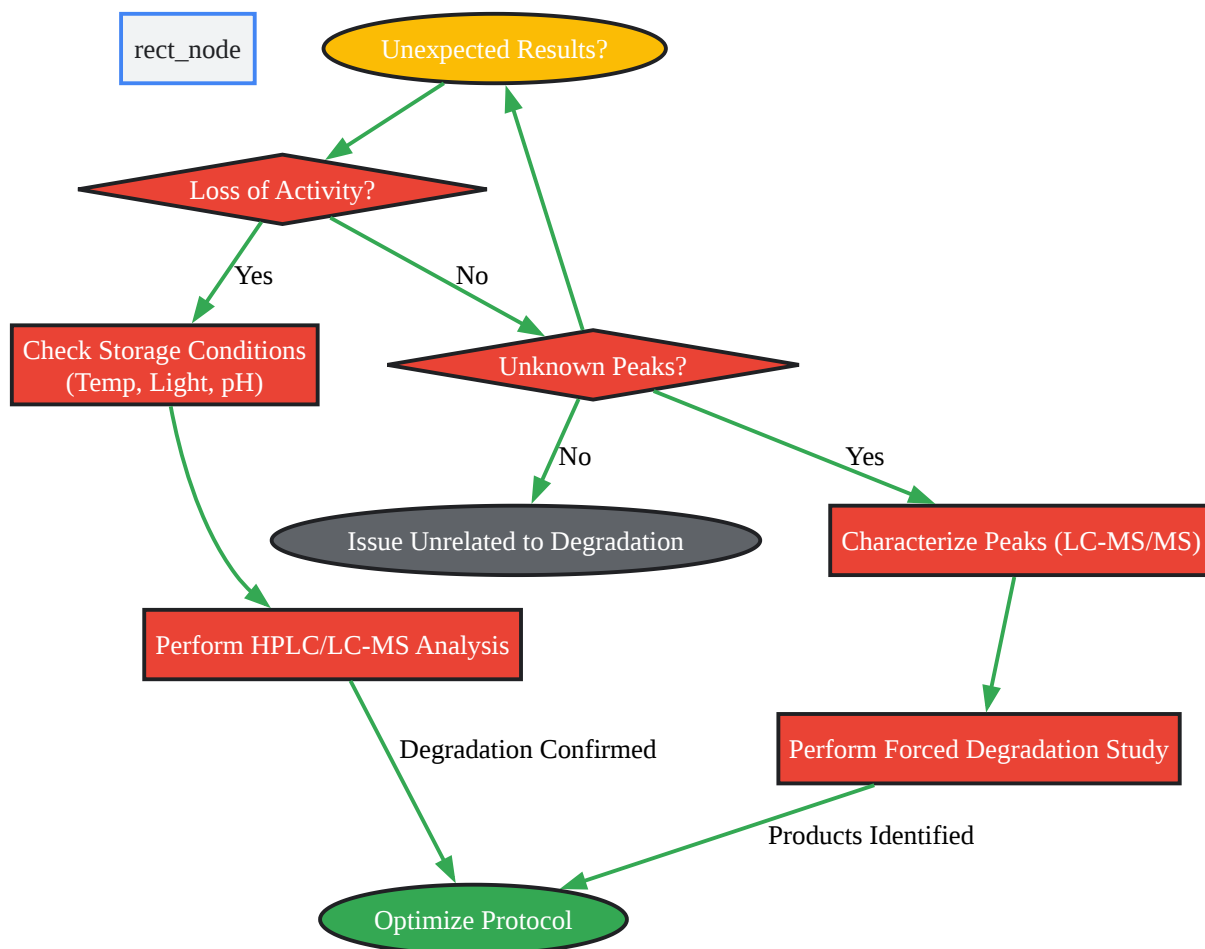 rect_node
Unexpected Results?
Loss of Activity?
Yes
No
Check Storage Conditions
(Temp, Light, pH)
Unknown Peaks?
No
Yes
Issue Unrelated to Degradation
Characterize Peaks (LC-MS/MS)
Perform HPLC/LC-MS Analysis
Degradation Confirmed
Perform Forced Degradation Study
Products Identified
Optimize Protocol